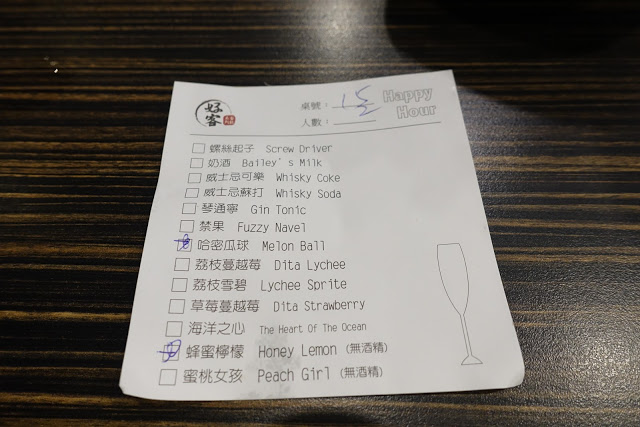 好客
桌號： 15/2
Happy Hour
人數：
螺絲起子 Screw Driver
奶酒 Bailey's Milk
威士忌可樂 Whisky Coke
威士忌蘇打 Whisky Soda
琴通寧 Gin Tonic
禁果 Fuzzy Navel
哈密瓜球 Melon Ball
荔枝蔓越莓 Dita Lychee
荔枝雪碧 Lychee Sprite
草莓蔓越莓 Dita Strawberry
海洋之心 The Heart Of The Ocean
蜂蜜檸檬 Honey Lemon (無酒精)
蜜桃女孩 Peach Girl (無酒精)